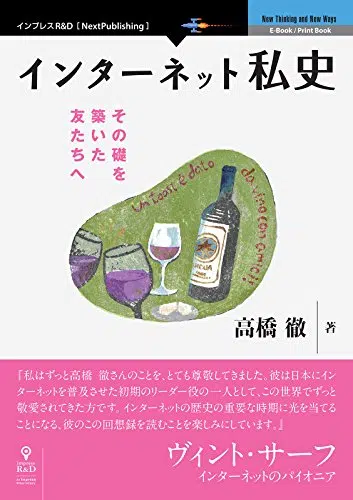 インプレスR&D［NextPublishing］
New Thinking and New Ways
E-Book / Print Book
インターネット私史
その礎を
築いた
友たちへ
Un toast è dato
da vino con amici!
高橋 徹 著
『私はずっと高橋 徹さんのことを、とても尊敬してきました。彼は日本にイン
ターネットを普及させた初期のリーダー役の一人として、この世界でずっと
敬愛されてきた方です。インターネットの歴史の重要な時期に光を当てる
ことになる、彼のこの回想録を読むことを楽しみにしています。』
ヴィント・サーフ
インターネットのパイオニア
Impress
R&D